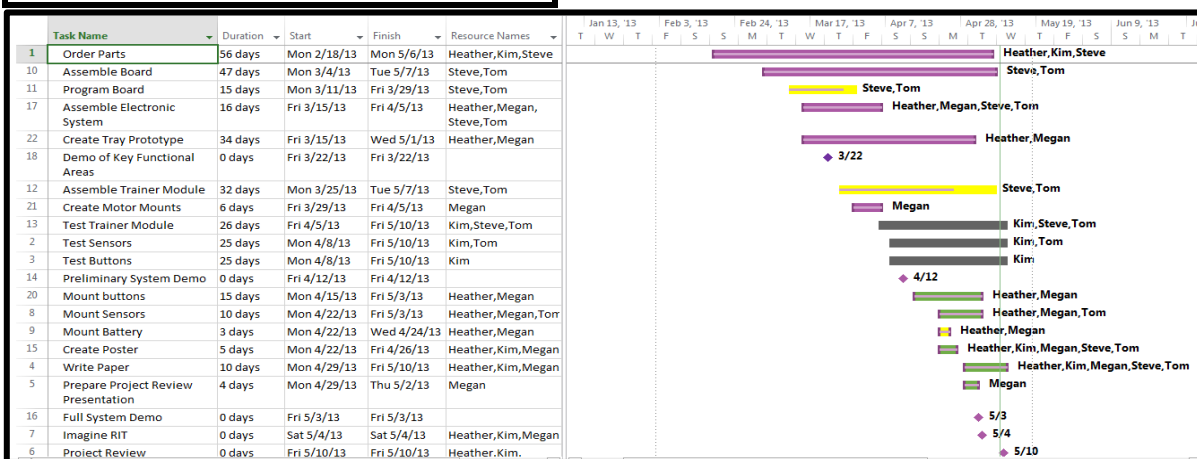 Jan 13, '13 Feb 3, '13 Feb 24, '13 Mar 17, '13 Apr 7, '13 Apr 28, '13 May 19, '13 Jun 9, '13
Task Name Duration Start Finish Resource Names T W T F S S M T W T F S S M T W T F S S M T
1 Order Parts 56 days Mon 2/18/13 Mon 5/6/13 Heather,Kim,Steve Heather,Kim,Steve
10 Assemble Board 47 days Mon 3/4/13 Tue 5/7/13 Steve,Tom Steve,Tom
11 Program Board 15 days Mon 3/11/13 Fri 3/29/13 Steve,Tom Steve,Tom
17 Assemble Electronic 16 days Fri 3/15/13 Fri 4/5/13 Heather,Megan, Heather,Megan,Steve,Tom
System Steve,Tom
22 Create Tray Prototype 34 days Fri 3/15/13 Wed 5/1/13 Heather,Megan Heather,Megan
18 Demo of Key Functional 0 days Fri 3/22/13 Fri 3/22/13 3/22
Areas
12 Assemble Trainer Module 32 days Mon 3/25/13 Tue 5/7/13 Steve,Tom Steve,Tom
21 Create Motor Mounts 6 days Fri 3/29/13 Fri 4/5/13 Megan Megan
13 Test Trainer Module 26 days Fri 4/5/13 Fri 5/10/13 Kim,Steve,Tom Kim,Steve,Tom
2 Test Sensors 25 days Mon 4/8/13 Fri 5/10/13 Kim,Tom Kim,Tom
3 Test Buttons 25 days Mon 4/8/13 Fri 5/10/13 Kim Kim
14 Preliminary System Demo 0 days Fri 4/12/13 Fri 4/12/13 4/12
20 Mount buttons 15 days Mon 4/15/13 Fri 5/3/13 Heather,Megan Heather,Megan
8 Mount Sensors 10 days Mon 4/22/13 Fri 5/3/13 Heather,Megan,Tom Heather,Megan,Tom
9 Mount Battery 3 days Mon 4/22/13 Wed 4/24/13 Heather,Megan Heather,Megan
15 Create Poster 5 days Mon 4/22/13 Fri 4/26/13 Heather,Kim,Megan Heather,Kim,Megan,Steve,Tom
4 Write Paper 10 days Mon 4/29/13 Fri 5/10/13 Heather,Kim,Megan Heather,Kim,Megan,Steve,Tom
5 Prepare Project Review 4 days Mon 4/29/13 Thu 5/2/13 Megan Megan
Presentation
16 Full System Demo 0 days Fri 5/3/13 Fri 5/3/13 5/3
7 Imagine RIT 0 days Sat 5/4/13 Sat 5/4/13 Heather,Kim,Megan 5/4
6 Project Review 0 days Fri 5/10/13 Fri 5/10/13 Heather,Kim, 5/10